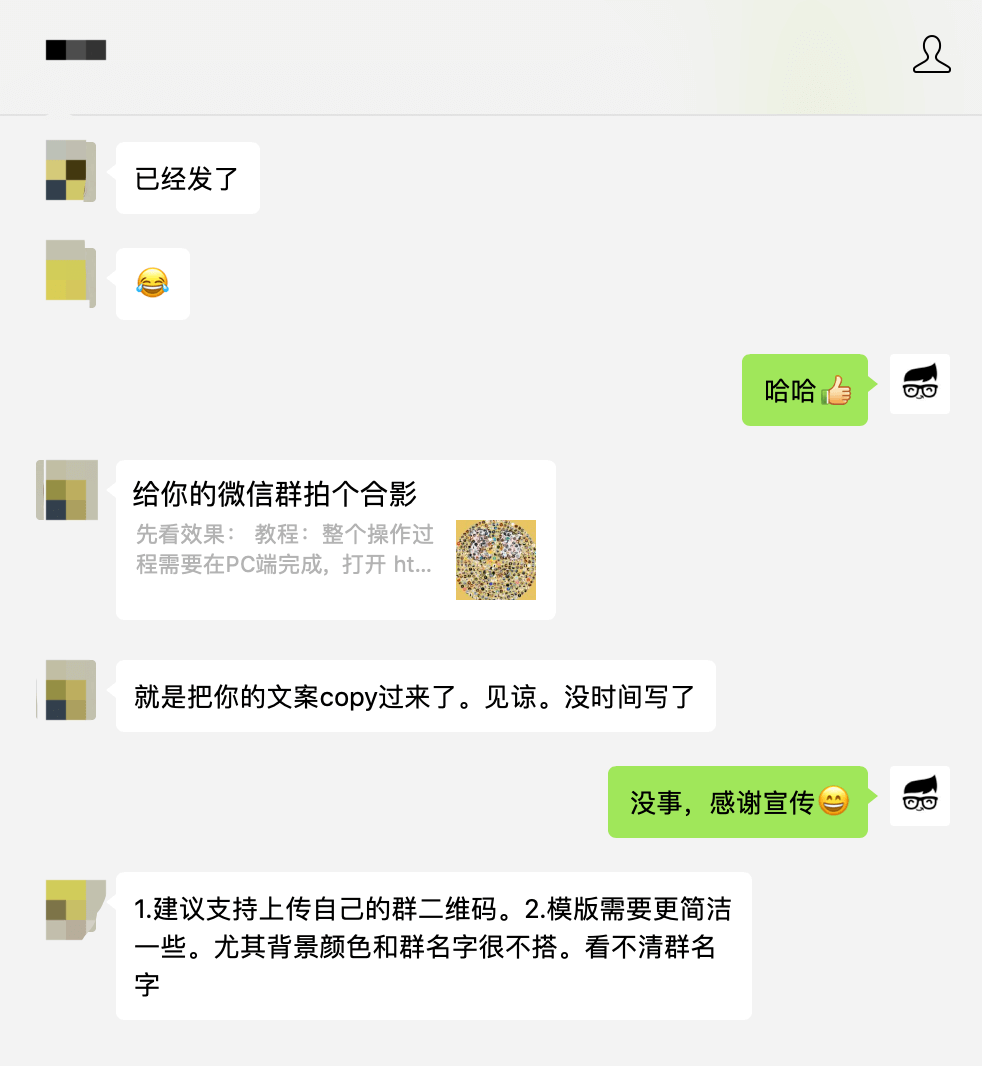 已经发了
😂
哈哈👍
给你的微信群拍个合影
先看效果： 教程：整个操作过
程需要在PC端完成，打开 ht...
就是把你的文案copy过来了。见谅。没时间写了
没事，感谢宣传😄
1.建议支持上传自己的群二维码。2.模版需要更简洁
一些。尤其背景颜色和群名字很不搭。看不清群名
字